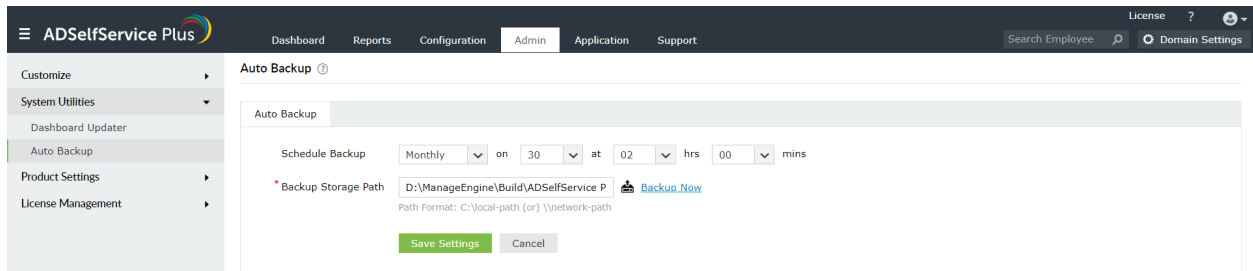 License ?
ADSelfService Plus
Dashboard Reports Configuration Admin Application Support
Search Employee Domain Settings
Customize
System Utilities
Dashboard Updater
Auto Backup
Product Settings
License Management
Auto Backup ?
Auto Backup
Schedule Backup Monthly on 30 at 02 hrs 00 mins
* Backup Storage Path D:\ManageEngine\Build\ADSelfService P Backup Now
Path Format: C:\local-path (or) \\network-path
Save Settings Cancel